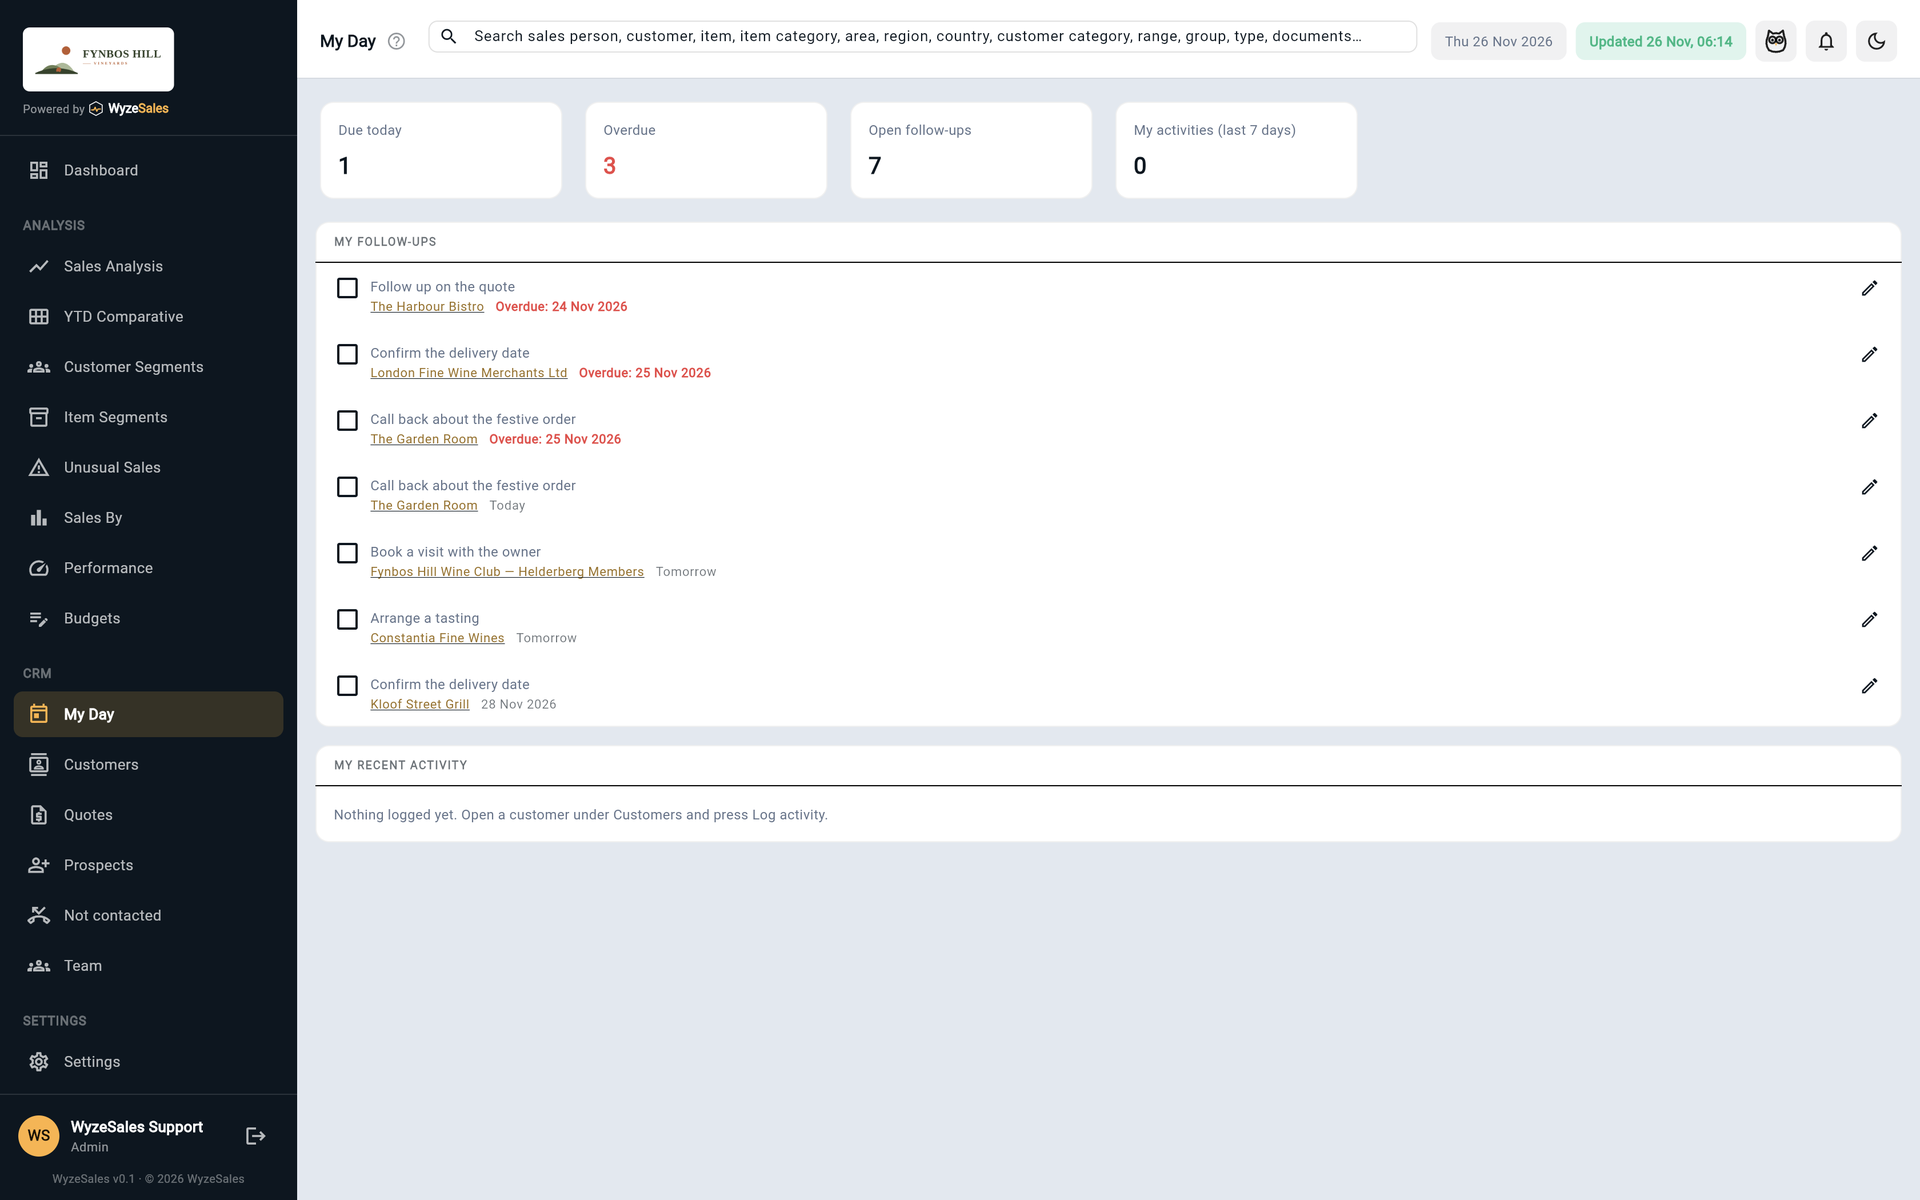 FYNBOS HILL
VINEYARDS
Powered by WyzeSales
Dashboard
ANALYSIS
Sales Analysis
YTD Comparative
Customer Segments
Item Segments
Unusual Sales
Sales By
Performance
Budgets
CRM
My Day
Customers
Quotes
Prospects
Not contacted
Team
SETTINGS
Settings
WS
WyzeSales Support
Admin
WyzeSales v0.1 · © 2026 WyzeSales
My Day
Search sales person, customer, item, item category, area, region, country, customer category, range, group, type, documents...
Thu 26 Nov 2026
Updated 26 Nov, 06:14
Due today
1
Overdue
3
Open follow-ups
7
My activities (last 7 days)
0
MY FOLLOW-UPS
Follow up on the quote
The Harbour Bistro Overdue: 24 Nov 2026
Confirm the delivery date
London Fine Wine Merchants Ltd Overdue: 25 Nov 2026
Call back about the festive order
The Garden Room Overdue: 25 Nov 2026
Call back about the festive order
The Garden Room Today
Book a visit with the owner
Fynbos Hill Wine Club — Helderberg Members Tomorrow
Arrange a tasting
Constantia Fine Wines Tomorrow
Confirm the delivery date
Kloof Street Grill 28 Nov 2026
MY RECENT ACTIVITY
Nothing logged yet. Open a customer under Customers and press Log activity.